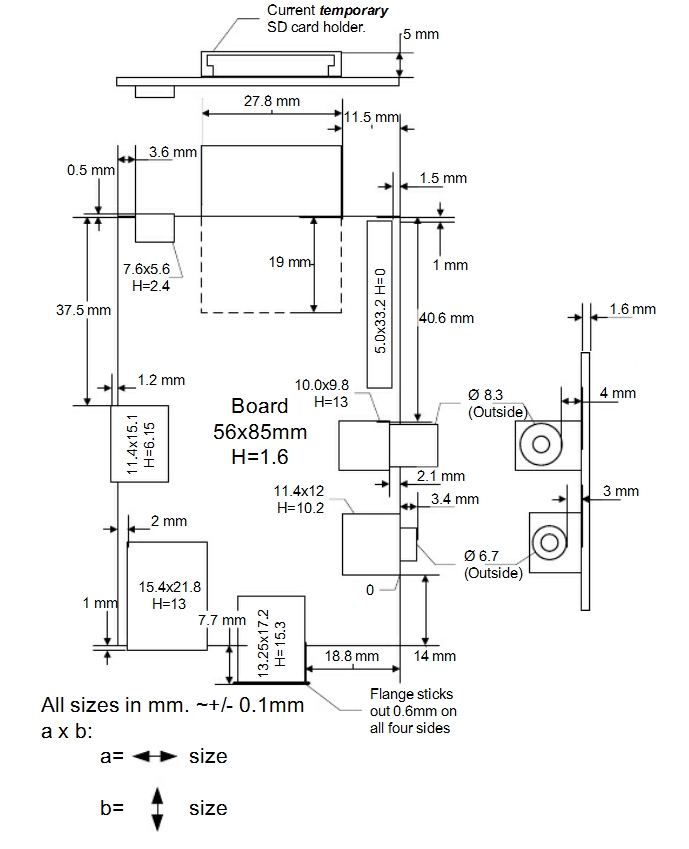 Current temporary
SD card holder.
5 mm
27.8 mm
11.5 mm
3.6 mm
0.5 mm
1.5 mm
1 mm
7.6x5.6
H=2.4
19 mm
5.0x33.2 H=0
37.5 mm
40.6 mm
1.6 mm
1.2 mm
10.0x9.8
H=13
Ø 8.3
(Outside)
4 mm
Board
56x85mm
H=1.6
11.4x15.1
H=6.15
2.1 mm
11.4x12
H=10.2
3.4 mm
3 mm
2 mm
Ø 6.7
(Outside)
15.4x21.8
H=13
0
1 mm
7.7 mm
13.25x17.2
H=15.3
18.8 mm
14 mm
All sizes in mm. ~+/- 0.1mm
a x b:
Flange sticks
out 0.6mm on
all four sides
a= size
b= size